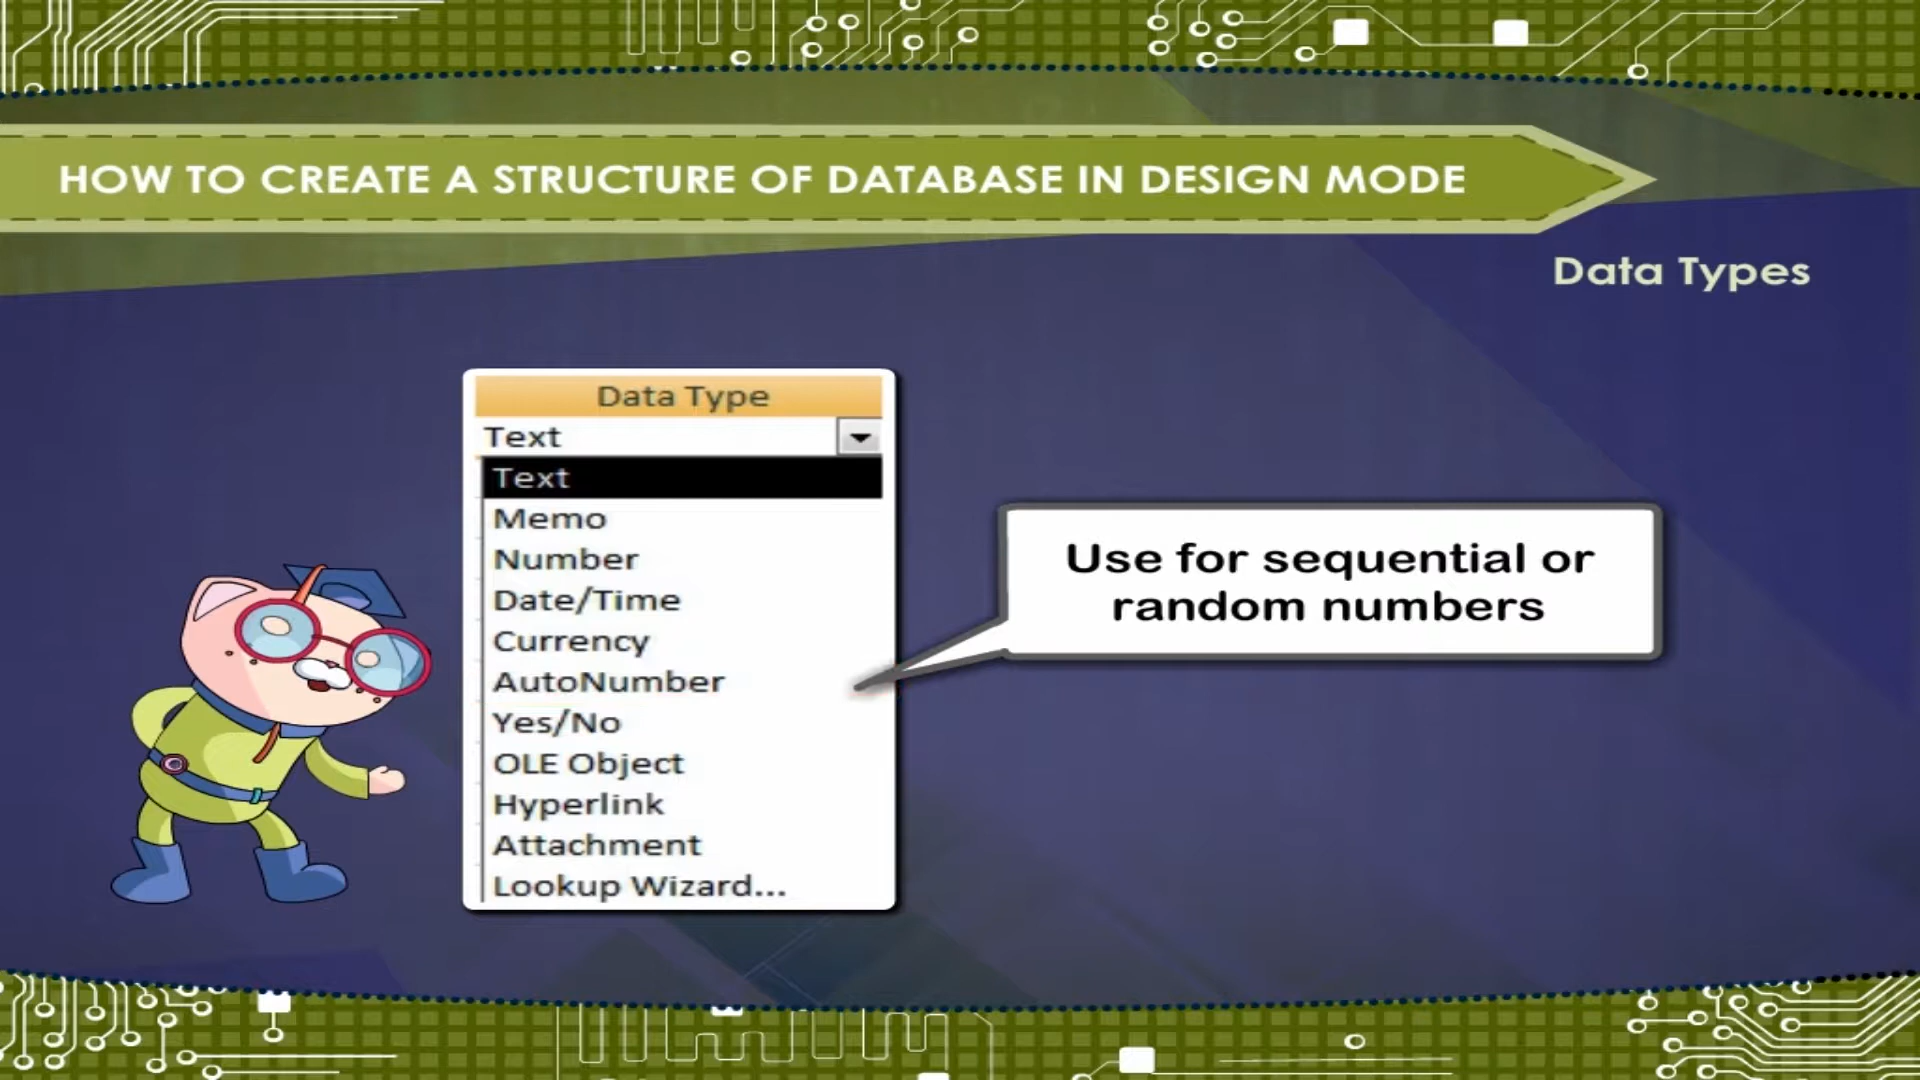 HOW TO CREATE A STRUCTURE OF DATABASE IN DESIGN MODE
Data Types
Data Type
Text
Text
Memo
Number
Date/Time
Currency
AutoNumber
Yes/No
OLE Object
Hyperlink
Attachment
Lookup Wizard...
Use for sequential or
random numbers